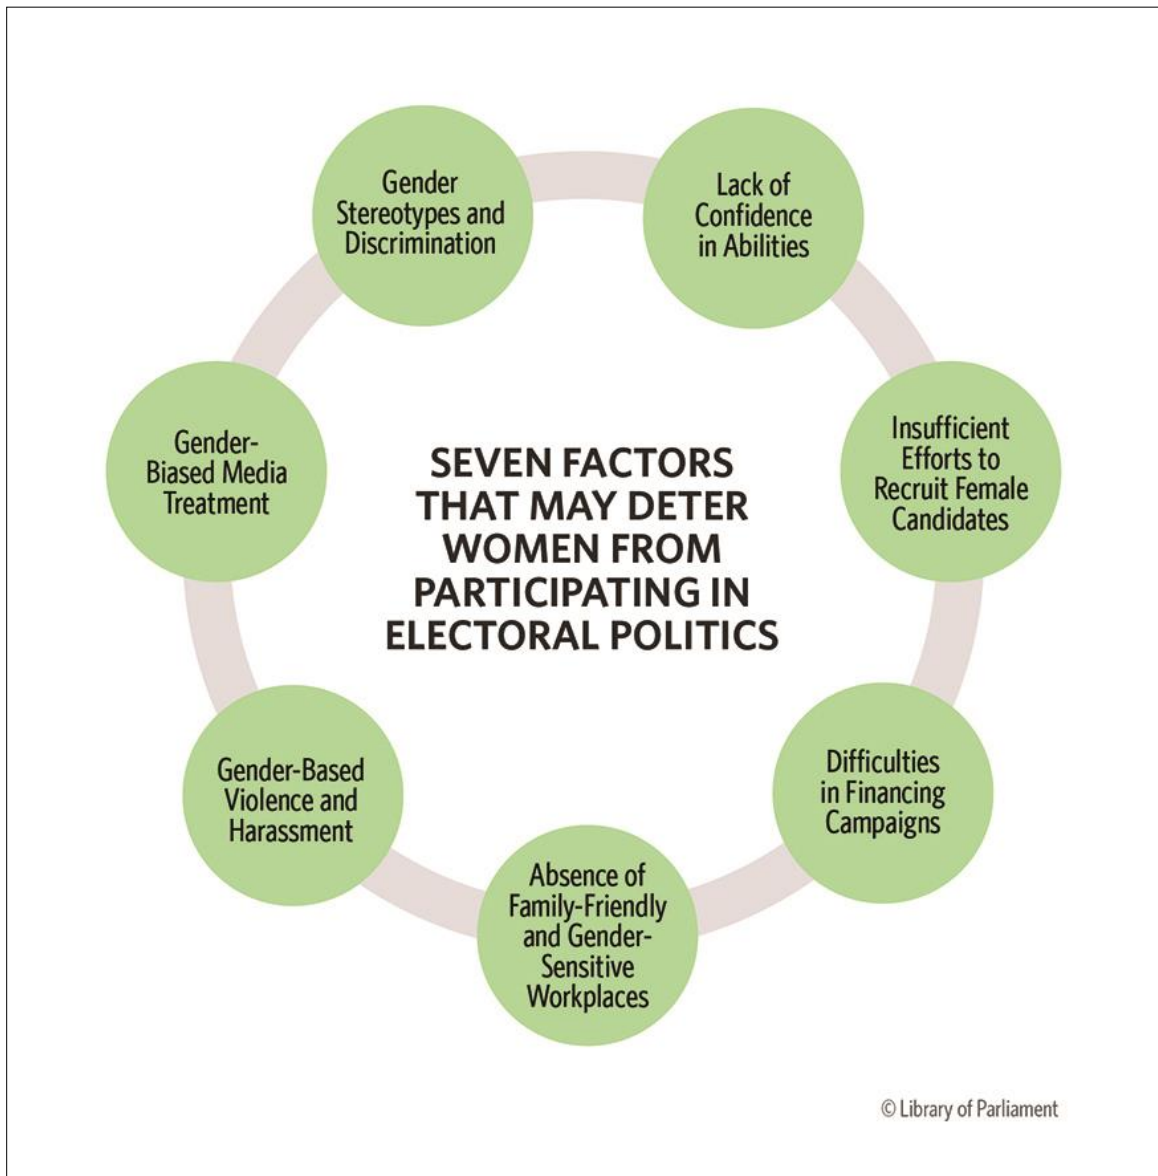 Gender
Stereotypes and
Discrimination
Lack of
Confidence
in Abilities
Gender-
Biased Media
Treatment
SEVEN FACTORS
THAT MAY DETER
WOMEN FROM
PARTICIPATING IN
ELECTORAL POLITICS
Insufficient
Efforts to
Recruit Female
Candidates
Gender-Based
Violence and
Harassment
Difficulties
in Financing
Campaigns
Absence of
Family-Friendly
and Gender-
Sensitive
Workplaces
© Library of Parliament